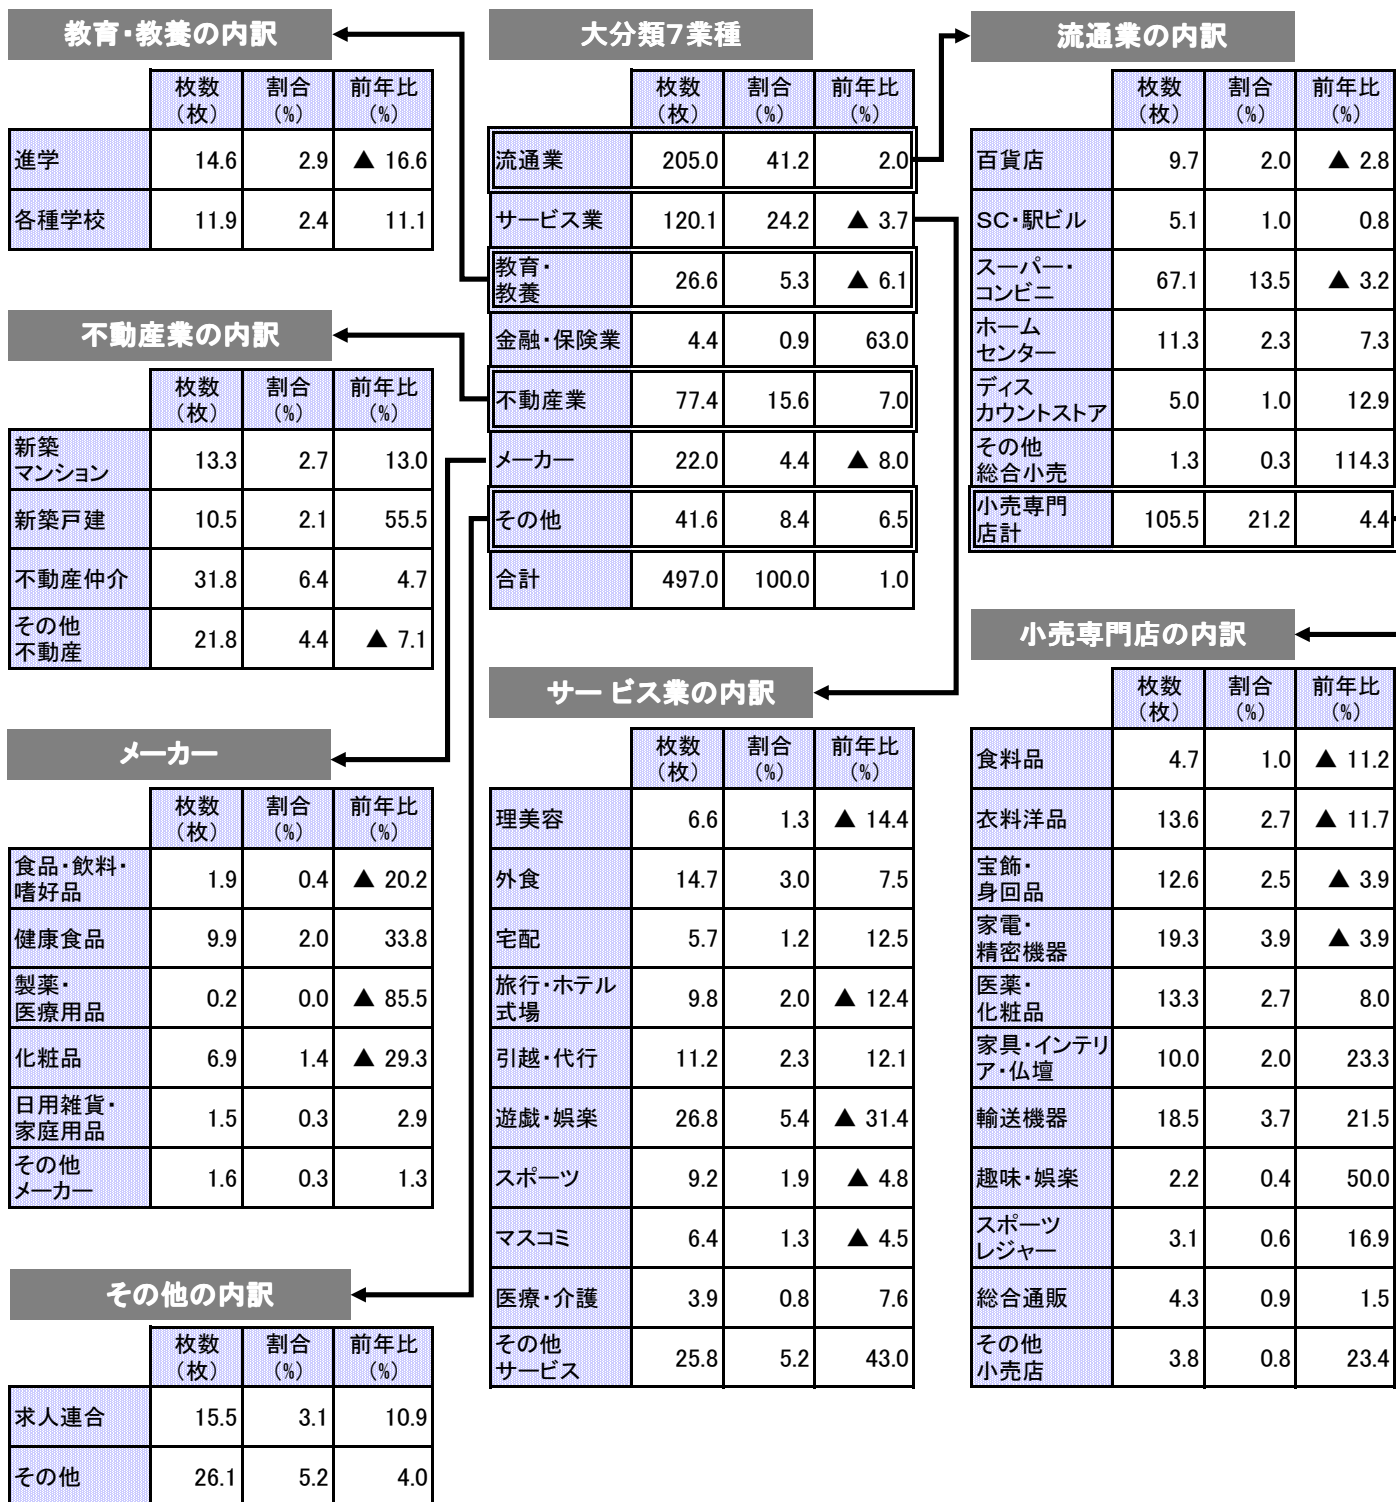 教育・教養の内訳
枚数 割合 前年比
（枚） （%） （%）
進学 14.6 2.9 ▲ 16.6
各種学校 11.9 2.4 11.1
不動産業の内訳
枚数 割合 前年比
（枚） （%） （%）
新築
マンション 13.3 2.7 13.0
新築戸建 10.5 2.1 55.5
不動産仲介 31.8 6.4 4.7
その他
不動産 21.8 4.4 ▲ 7.1
メーカー
枚数 割合 前年比
（枚） （%） （%）
食品・飲料・
嗜好品 1.9 0.4 ▲ 20.2
健康食品 9.9 2.0 33.8
製薬・
医療用品 0.2 0.0 ▲ 85.5
化粧品 6.9 1.4 ▲ 29.3
日用雑貨・
家庭用品 1.5 0.3 2.9
その他
メーカー 1.6 0.3 1.3
その他の内訳
枚数 割合 前年比
（枚） （%） （%）
求人連合 15.5 3.1 10.9
その他 26.1 5.2 4.0
大分類7業種
枚数 割合 前年比
（枚） （%） （%）
流通業 205.0 41.2 2.0
サービス業 120.1 24.2 ▲ 3.7
教育・
教養 26.6 5.3 ▲ 6.1
金融・保険業 4.4 0.9 63.0
不動産業 77.4 15.6 7.0
メーカー 22.0 4.4 ▲ 8.0
その他 41.6 8.4 6.5
合計 497.0 100.0 1.0
サービス業の内訳
枚数 割合 前年比
（枚） （%） （%）
理美容 6.6 1.3 ▲ 14.4
外食 14.7 3.0 7.5
宅配 5.7 1.2 12.5
旅行・ホテル
式場 9.8 2.0 ▲ 12.4
引越・代行 11.2 2.3 12.1
遊戯・娯楽 26.8 5.4 ▲ 31.4
スポーツ 9.2 1.9 ▲ 4.8
マスコミ 6.4 1.3 ▲ 4.5
医療・介護 3.9 0.8 7.6
その他
サービス 25.8 5.2 43.0
流通業の内訳
枚数 割合 前年比
（枚） （%） （%）
百貨店 9.7 2.0 ▲ 2.8
SC・駅ビル 5.1 1.0 0.8
スーパー・
コンビニ 67.1 13.5 ▲ 3.2
ホーム
センター 11.3 2.3 7.3
ディス
カウントストア 5.0 1.0 12.9
その他
総合小売 1.3 0.3 114.3
小売専門
店計 105.5 21.2 4.4
小売専門店の内訳
枚数 割合 前年比
（枚） （%） （%）
食料品 4.7 1.0 ▲ 11.2
衣料洋品 13.6 2.7 ▲ 11.7
宝飾・
身回品 12.6 2.5 ▲ 3.9
家電・
精密機器 19.3 3.9 ▲ 3.9
医薬・
化粧品 13.3 2.7 8.0
家具・インテリ
ア・仏壇 10.0 2.0 23.3
輸送機器 18.5 3.7 21.5
趣味・娯楽 2.2 0.4 50.0
スポーツ
レジャー 3.1 0.6 16.9
総合通販 4.3 0.9 1.5
その他
小売店 3.8 0.8 23.4